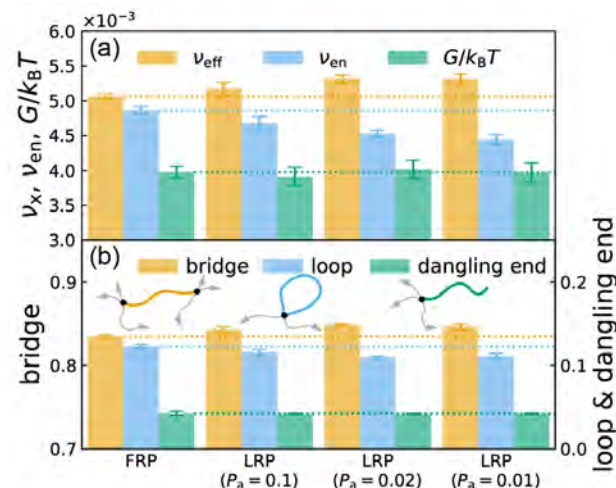 ×10⁻³
(a)
ν_eff ν_en G/k_BT
6.0
5.5
5.0
4.5
4.0
3.5
3.0
ν_x, ν_en, G/k_BT
(b)
bridge loop dangling end
0.9
0.8
0.7
bridge
0.2
0.1
0.0
loop & dangling end
FRP LRP LRP LRP
(P_a = 0.1) (P_a = 0.02) (P_a = 0.01)